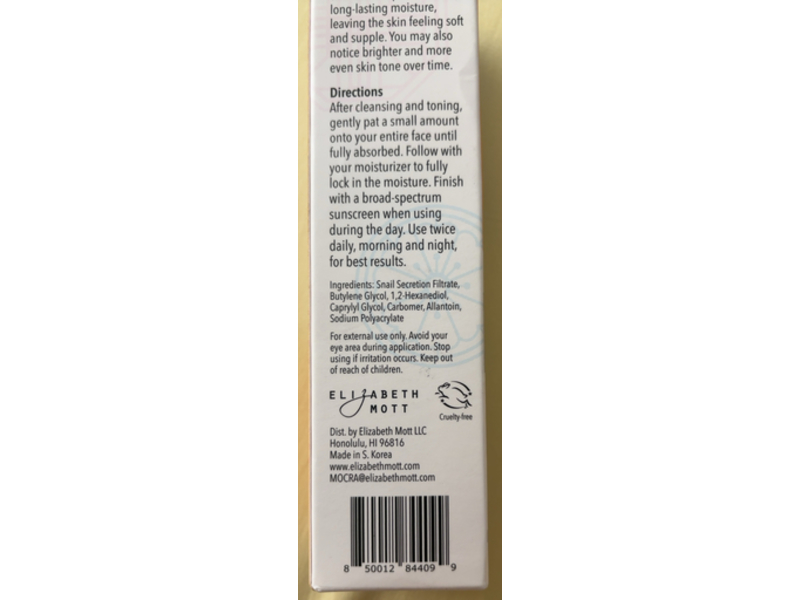 long-lasting moisture,
leaving the skin feeling soft
and supple. You may also
notice brighter and more
even skin tone over time.
Directions
After cleansing and toning,
gently pat a small amount
onto your entire face until
fully absorbed. Follow with
your moisturizer to fully
lock in the moisture. Finish
with a broad-spectrum
sunscreen when using
during the day. Use twice
daily, morning and night,
for best results.
Ingredients: Snail Secretion Filtrate,
Butylene Glycol, 1,2-Hexanediol,
Caprylyl Glycol, Carbomer, Allantoin,
Sodium Polyacrylate
For external use only. Avoid your
eye area during application. Stop
using if irritation occurs. Keep out
of reach of children.
ELIZABETH
MOTT
Cruelty-free
Dist. by Elizabeth Mott LLC
Honolulu, HI 96816
Made in S. Korea
www.elizabethmott.com
MOCRA@elizabethmott.com
8 50012 84409 9